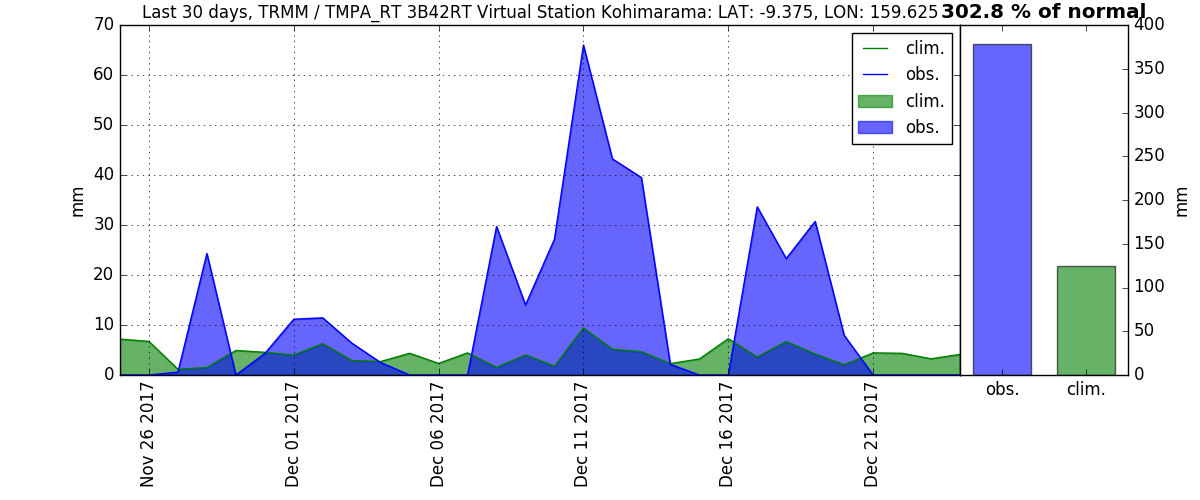 Last 30 days, TRMM / TMPA_RT 3B42RT Virtual Station Kohimarama: LAT: -9.375, LON: 159.625
302.8 % of normal
70
60
50
40
30
20
10
0
mm
clim.
obs.
clim.
obs.
Nov 26 2017
Dec 01 2017
Dec 06 2017
Dec 11 2017
Dec 16 2017
Dec 21 2017
400
350
300
250
200
150
100
50
0
mm
obs.
clim.